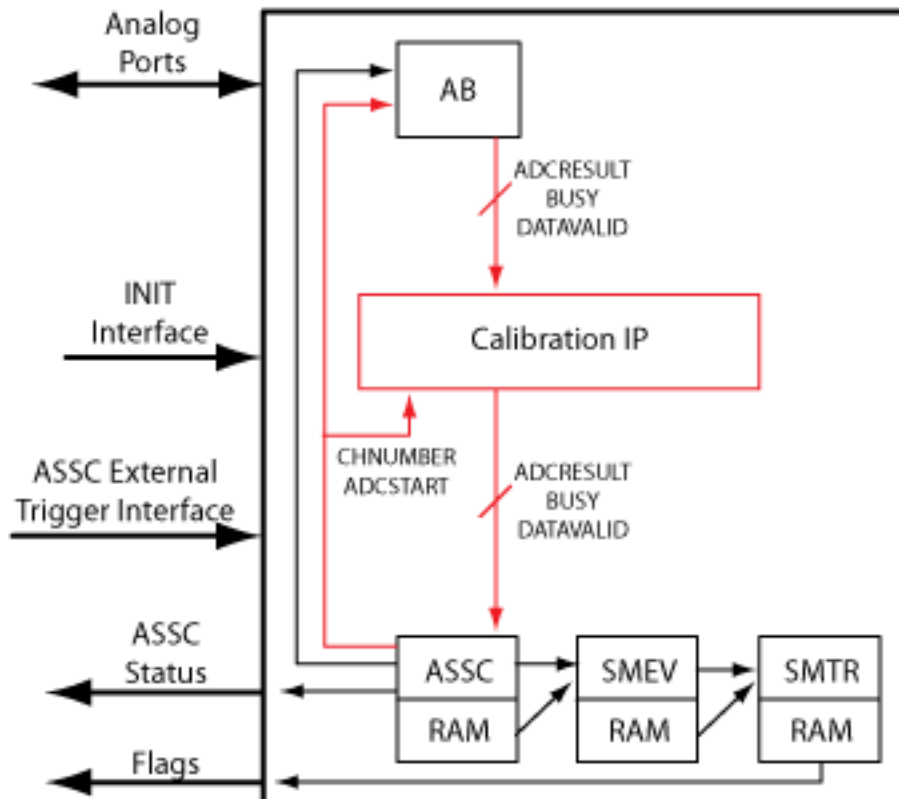 Analog
Ports
AB
ADCRESULT
BUSY
DATAVALID
INIT
Interface
Calibration IP
CHNUMBER
ADCSTART
ASSC External
Trigger Interface
ADCRESULT
BUSY
DATAVALID
ASSC
Status
ASSC
RAM
SMEV
RAM
SMTR
RAM
Flags